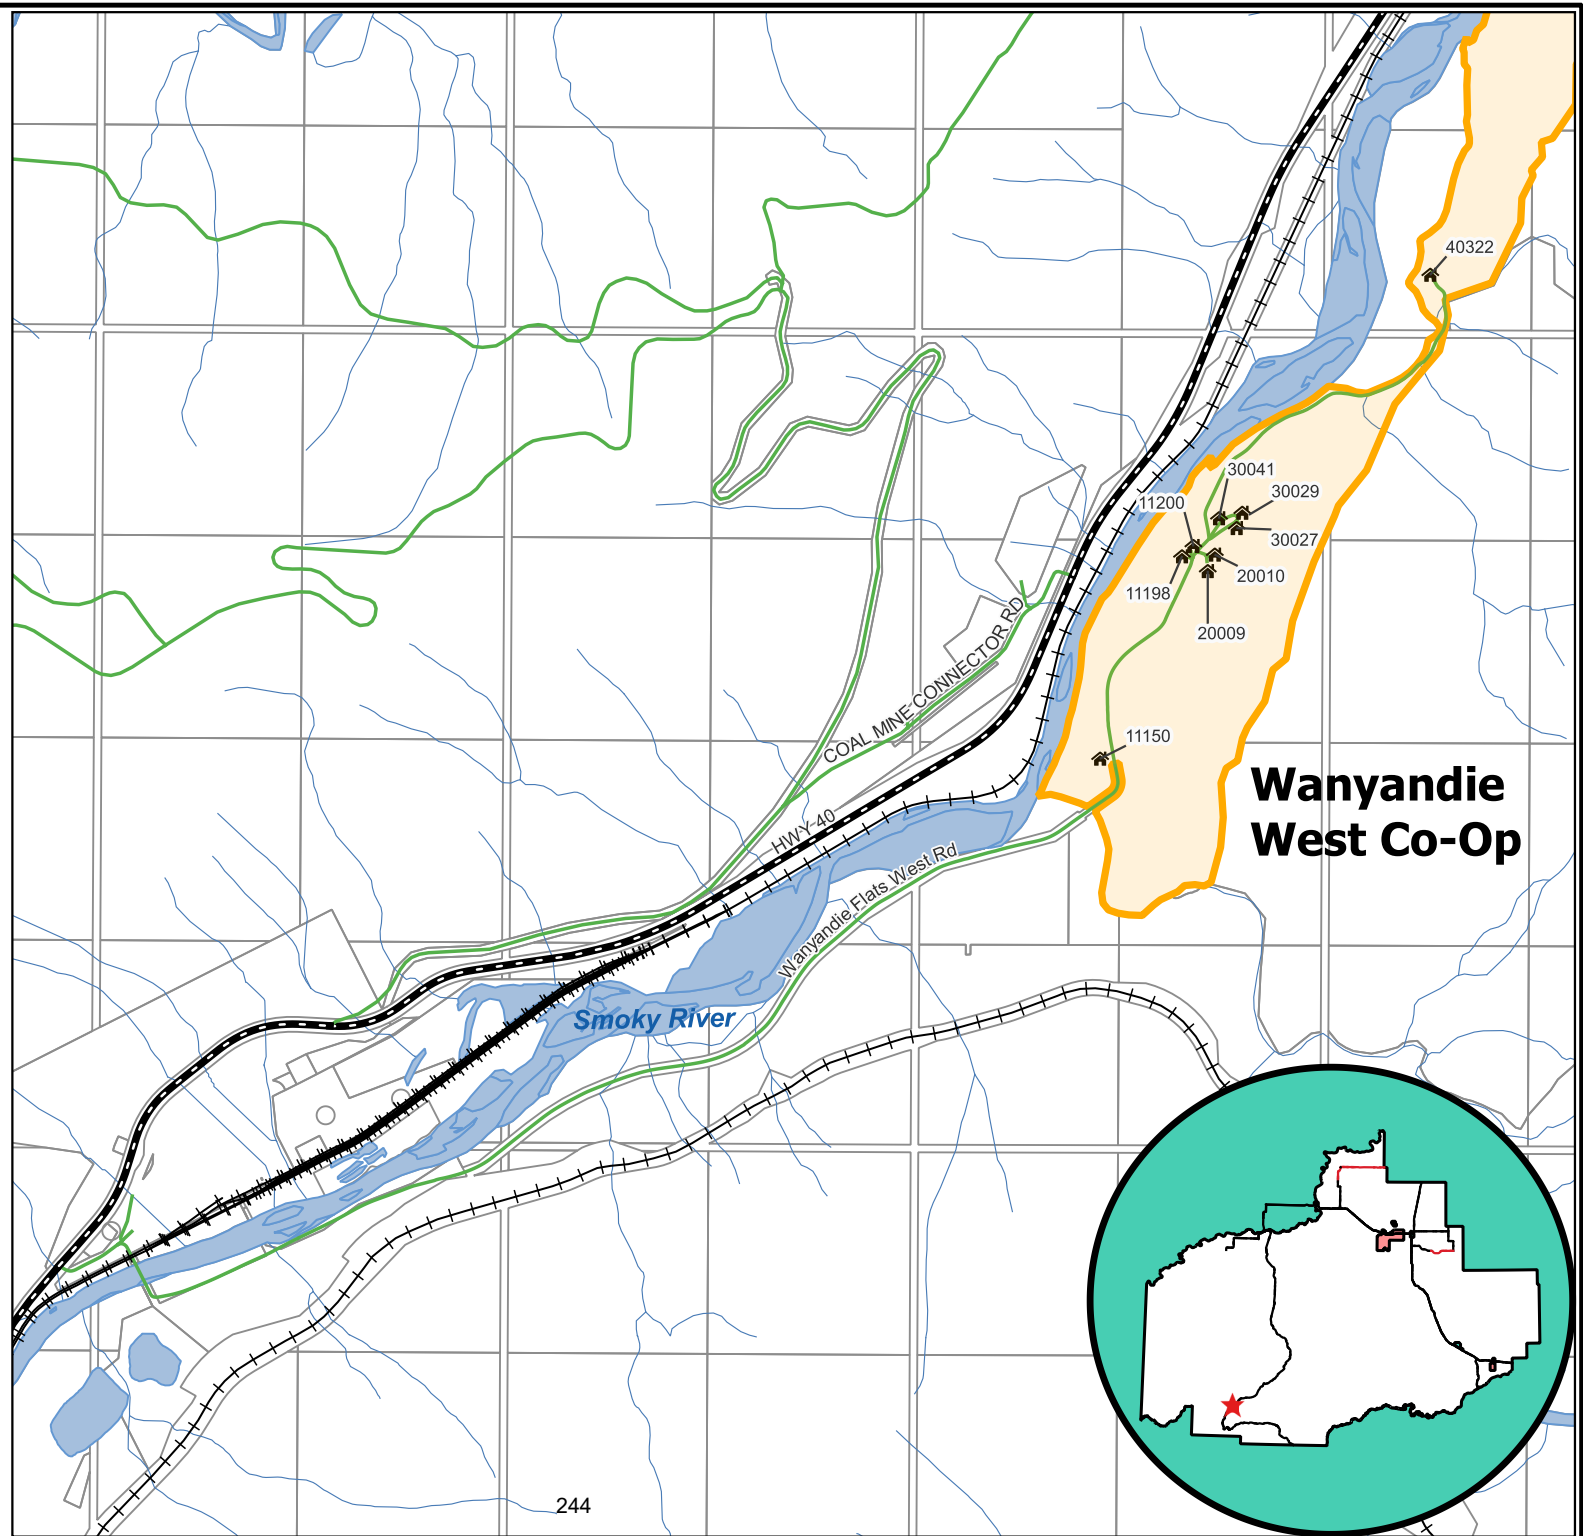 40322
30041
30029
11200
30027
20010
11198
20009
COAL MINE CONNECTOR RD
11150
Wanyandie
West Co-Op
HWY 40
Wanyandie Flats West Rd
Smoky River
244